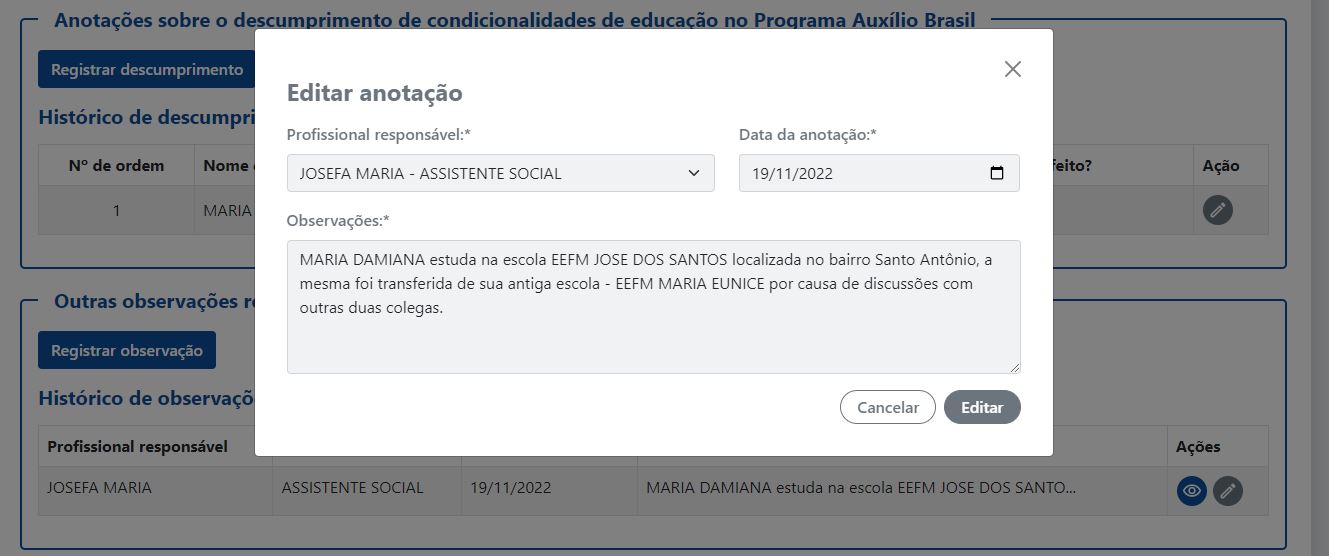 Anotações sobre o descumprimento de condicionalidades de educação no Programa Auxílio Brasil
Registrar descumprimento
Histórico de descumpri
Nº de ordem Nome feito? Ação
1 MARIA
Editar anotação
Profissional responsável:* Data da anotação:*
JOSEFA MARIA - ASSISTENTE SOCIAL 19/11/2022
Observações:*
MARIA DAMIANA estuda na escola EEFM JOSE DOS SANTOS localizada no bairro Santo Antônio, a
mesma foi transferida de sua antiga escola - EEFM MARIA EUNICE por causa de discussões com
outras duas colegas.
Cancelar Editar
Outras observações r
Registrar observação
Histórico de observaçõ
Profissional responsável Ações
JOSEFA MARIA ASSISTENTE SOCIAL 19/11/2022 MARIA DAMIANA estuda na escola EEFM JOSE DOS SANTO...